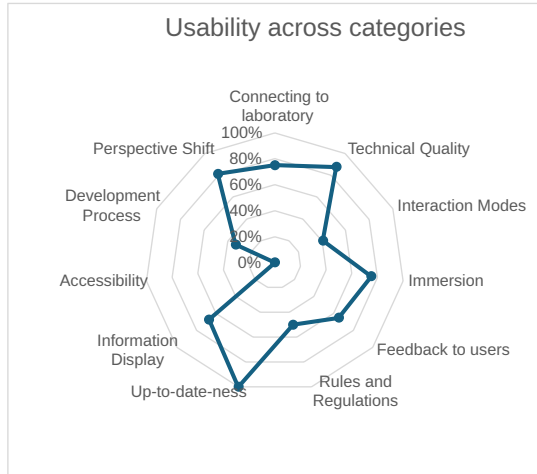 Usability across categories
Connecting to
laboratory
Technical Quality
Interaction Modes
Immersion
Feedback to users
Rules and
Regulations
Up-to-date-ness
Information
Display
Accessibility
Development
Process
Perspective Shift
100%
80%
60%
40%
20%
0%